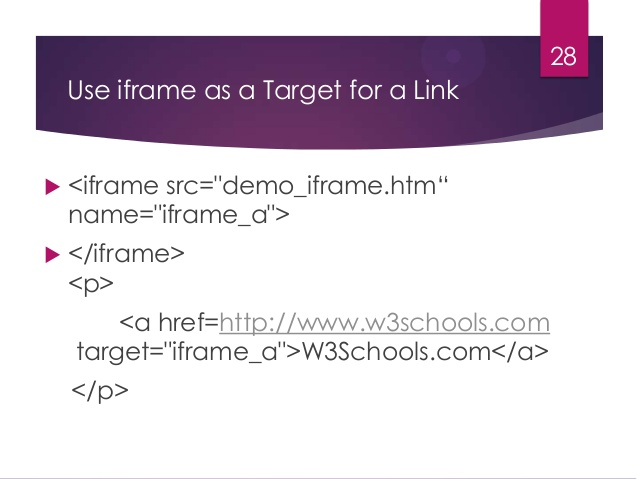 28
Use iframe as a Target for a Link
<iframe src="demo_iframe.htm“
name="iframe_a">
</iframe>
<p>
<a href=http://www.w3schools.com
target="iframe_a">W3Schools.com</a>
</p>